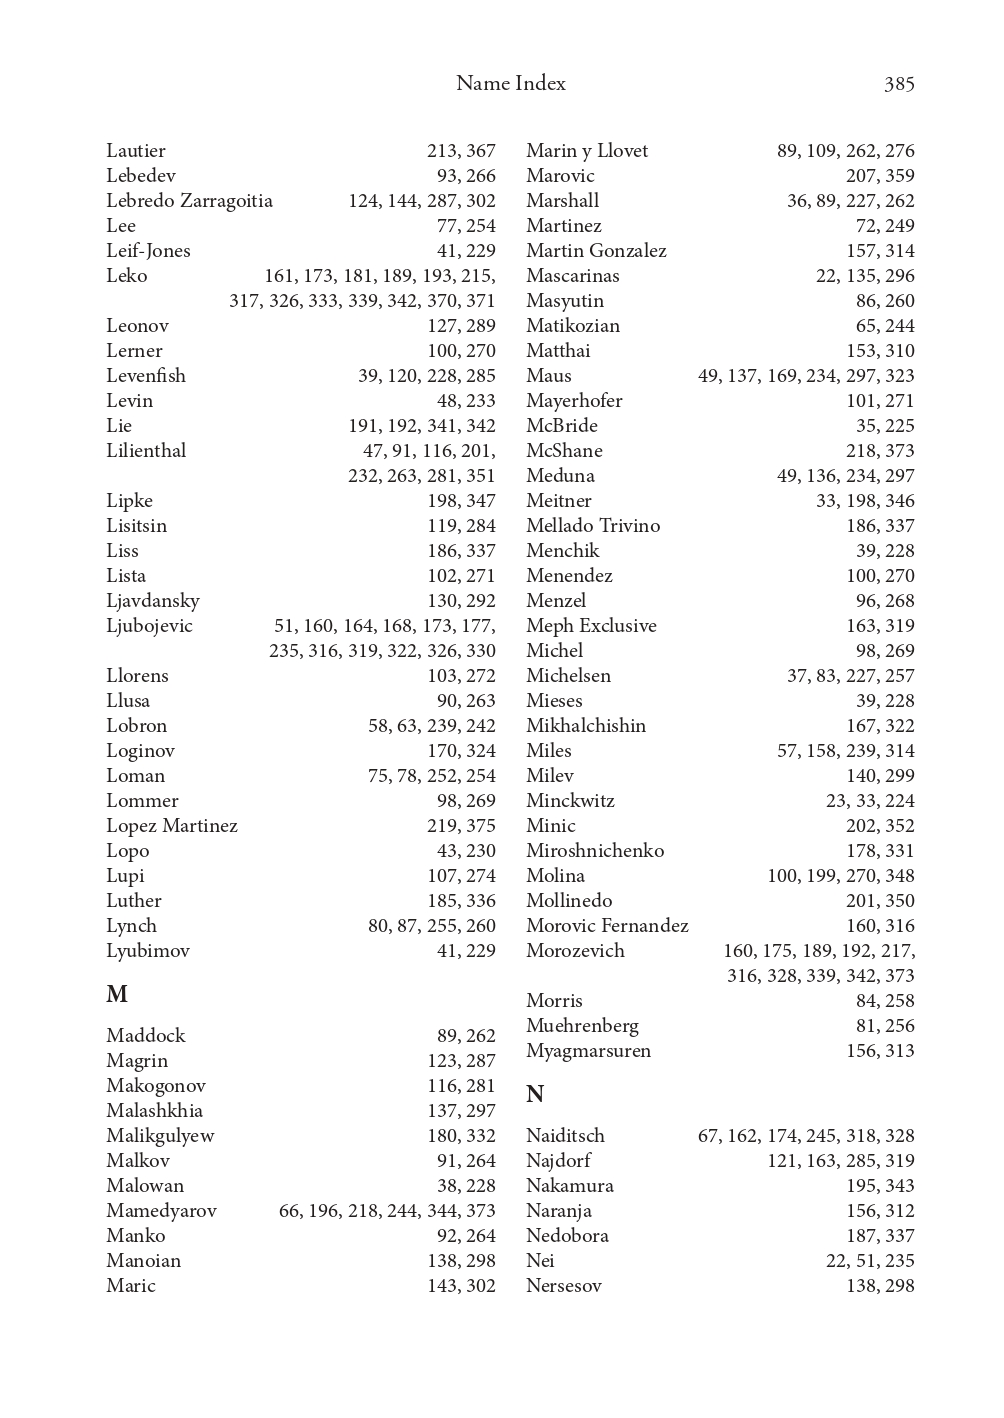 Name Index 385
Lautier 213, 367
Lebedev 93, 266
Lebredo Zarragoitia 124, 144, 287, 302
Lee 77, 254
Leif-Jones 41, 229
Leko 161, 173, 181, 189, 193, 215,
317, 326, 333, 339, 342, 370, 371
Leonov 127, 289
Lerner 100, 270
Levenfish 39, 120, 228, 285
Levin 48, 233
Lie 191, 192, 341, 342
Lilienthal 47, 91, 116, 201,
232, 263, 281, 351
Lipke 198, 347
Lisitsin 119, 284
Liss 186, 337
Lista 102, 271
Ljavdansky 130, 292
Ljubojevic 51, 160, 164, 168, 173, 177,
235, 316, 319, 322, 326, 330
Llorens 103, 272
Llusa 90, 263
Lobron 58, 63, 239, 242
Loginov 170, 324
Loman 75, 78, 252, 254
Lommer 98, 269
Lopez Martinez 219, 375
Lopo 43, 230
Lupi 107, 274
Luther 185, 336
Lynch 80, 87, 255, 260
Lyubimov 41, 229
M
Maddock 89, 262
Magrin 123, 287
Makogonov 116, 281
Malashkhia 137, 297
Malikgulyew 180, 332
Malkov 91, 264
Malowan 38, 228
Mamedyarov 66, 196, 218, 244, 344, 373
Manko 92, 264
Manoian 138, 298
Maric 143, 302
Marin y Llovet 89, 109, 262, 276
Marovic 207, 359
Marshall 36, 89, 227, 262
Martinez 72, 249
Martin Gonzalez 157, 314
Mascarinas 22, 135, 296
Masyutin 86, 260
Matikozian 65, 244
Matthai 153, 310
Maus 49, 137, 169, 234, 297, 323
Mayerhofer 101, 271
McBride 35, 225
McShane 218, 373
Meduna 49, 136, 234, 297
Meitner 33, 198, 346
Mellado Trivino 186, 337
Menchik 39, 228
Menendez 100, 270
Menzel 96, 268
Meph Exclusive 163, 319
Michel 98, 269
Michelsen 37, 83, 227, 257
Mieses 39, 228
Mikhalchishin 167, 322
Miles 57, 158, 239, 314
Milev 140, 299
Minckwitz 23, 33, 224
Minic 202, 352
Miroshnichenko 178, 331
Molina 100, 199, 270, 348
Mollinedo 201, 350
Morovic Fernandez 160, 316
Morozevich 160, 175, 189, 192, 217,
316, 328, 339, 342, 373
Morris 84, 258
Muehrenberg 81, 256
Myagmarsuren 156, 313
N
Naiditsch 67, 162, 174, 245, 318, 328
Najdorf 121, 163, 285, 319
Nakamura 195, 343
Naranja 156, 312
Nedobora 187, 337
Nei 22, 51, 235
Nersesov 138, 298